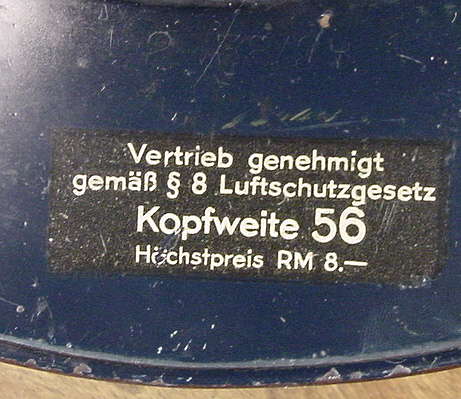 Vertrieb genehmigt
gemäß § 8 Luftschutzgesetz
Kopfweite 56
Höchstpreis RM 8.—